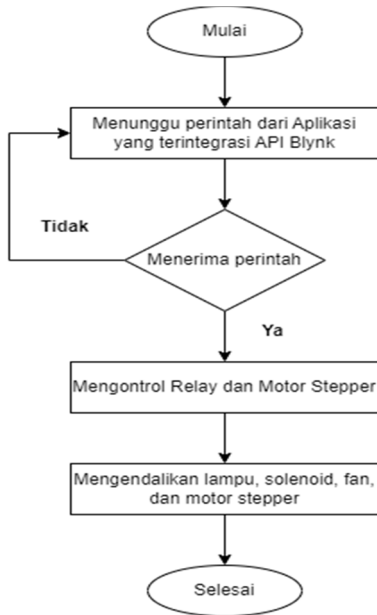 Mulai
Menunggu perintah dari Aplikasi
yang terintegrasi API Blynk
Tidak
Menerima perintah
Ya
Mengontrol Relay dan Motor Stepper
Mengendalikan lampu, solenoid, fan,
dan motor stepper
Selesai